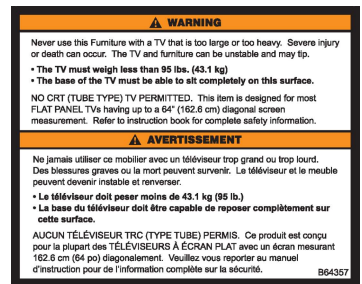 WARNING
Never use this Furniture with a TV that is too large or too heavy. Severe injury
or death can occur. The TV and furniture can be unstable and may tip.
• The TV must weigh less than 95 lbs. (43.1 kg)
• The base of the TV must be able to sit completely on this surface.
NO CRT (TUBE TYPE) TV PERMITTED. This item is designed for most
FLAT PANEL TVs having up to a 64" (162.6 cm) diagonal screen
measurement. Refer to instruction book for complete safety information.
AVERTISSEMENT
Ne jamais utiliser ce mobilier avec un téléviseur trop grand ou trop lourd.
Des blessures graves ou la mort peuvent survenir. Le téléviseur et le meuble
peuvent devenir instable et renverser.
• Le téléviseur doit peser moins de 43.1 kg (95 lb.)
• La base du téléviseur doit être capable de reposer complètement sur
cette surface.
AUCUN TÉLÉVISEUR TRC (TYPE TUBE) PERMIS. Ce produit est conçu
pour la plupart des TÉLÉVISEURS À ÉCRAN PLAT avec un écran mesurant
162.6 cm (64 po) diagonalement. Veuillez vous reporter au manuel
d'instruction pour de l'information complète sur la sécurité.
B64357